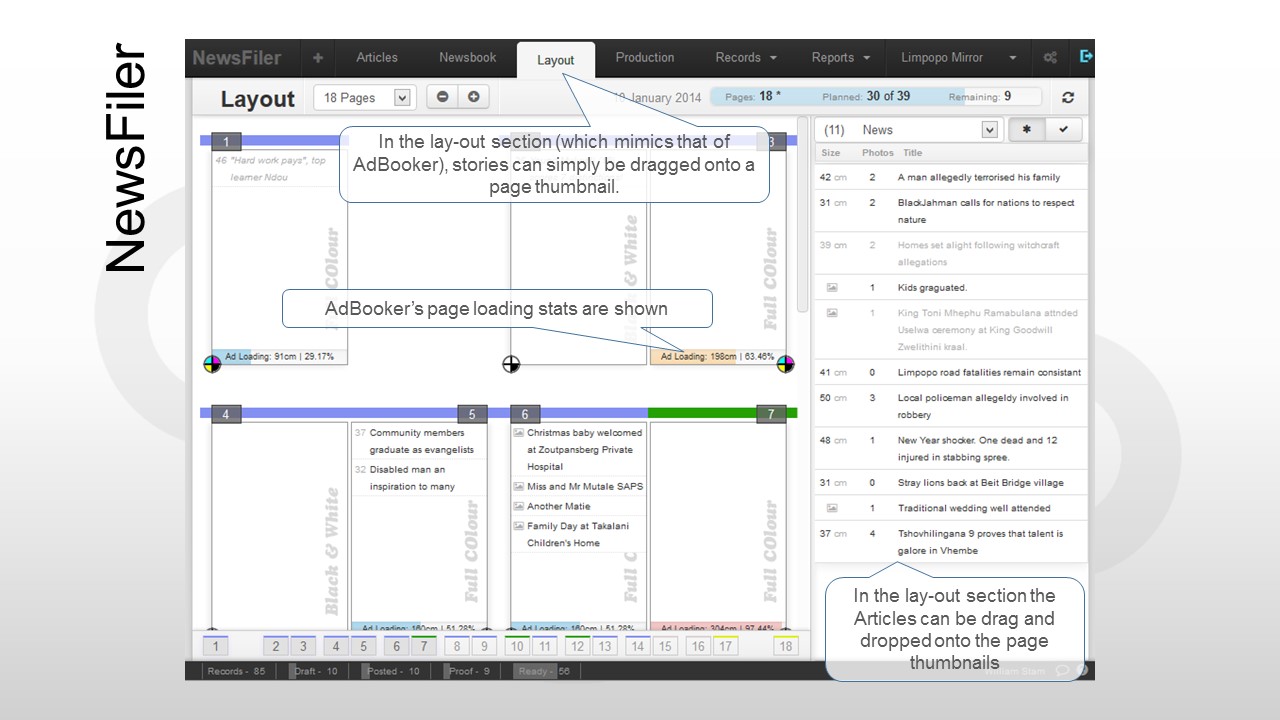 NewsFiler
NewsFiler + Articles Newsbook Layout Production Records Reports Limpopo Mirror
Layout 18 Pages January 2014 Pages: 18 * Planned: 30 of 39 Remaining: 9
In the lay-out section (which mimics that of
AdBooker), stories can simply be dragged onto a
page thumbnail.
1
3
46 "Hard work pays", top
learner Ndou
Black & White
Full COlour
AdBooker’s page loading stats are shown
Ad Loading: 91cm | 29.17%
Ad Loading: 198cm | 63.46%
4
5
6
7
Black & White
37 Community members
graduate as evangelists
32 Disabled man an
inspiration to many
Full COlour
Christmas baby welcomed
at Zoutpansberg Private
Hospital
Miss and Mr Mutale SAPS
Another Matie
Family Day at Takalani
Children's Home
Full C
Full COlour
Ad Loading: 160cm | 51.28%
Ad Loading: 160cm | 51.28%
Ad Loading: 304cm | 97.44%
(11) News
Size Photos Title
42 cm 2 A man allegedly terrorised his family
31 cm 2 BlackJahman calls for nations to respect
nature
39 cm 2 Homes set alight following witchcraft
allegations
1 Kids graguated.
1 King Toni Mhephu Ramabulana attnded
Uselwa ceremony at King Goodwill
Zwelithini kraal.
41 cm 0 Limpopo road fatalities remain consistant
50 cm 3 Local policeman allegeldy involved in
robbery
48 cm 1 New Year shocker. One dead and 12
injured in stabbing spree.
31 cm 0 Stray lions back at Beit Bridge village
1 Traditional wedding well attended
37 cm 4 Tshovhilingana 9 proves that talent is
galore in Vhembe
In the lay-out section the
Articles can be drag and
dropped onto the page
thumbnails
1 2 3 4 5 6 7 8 9 10 11 12 13 14 15 16 17 18
Records - 85 Draft - 10 Posted - 10 Proof - 9 Ready - 56